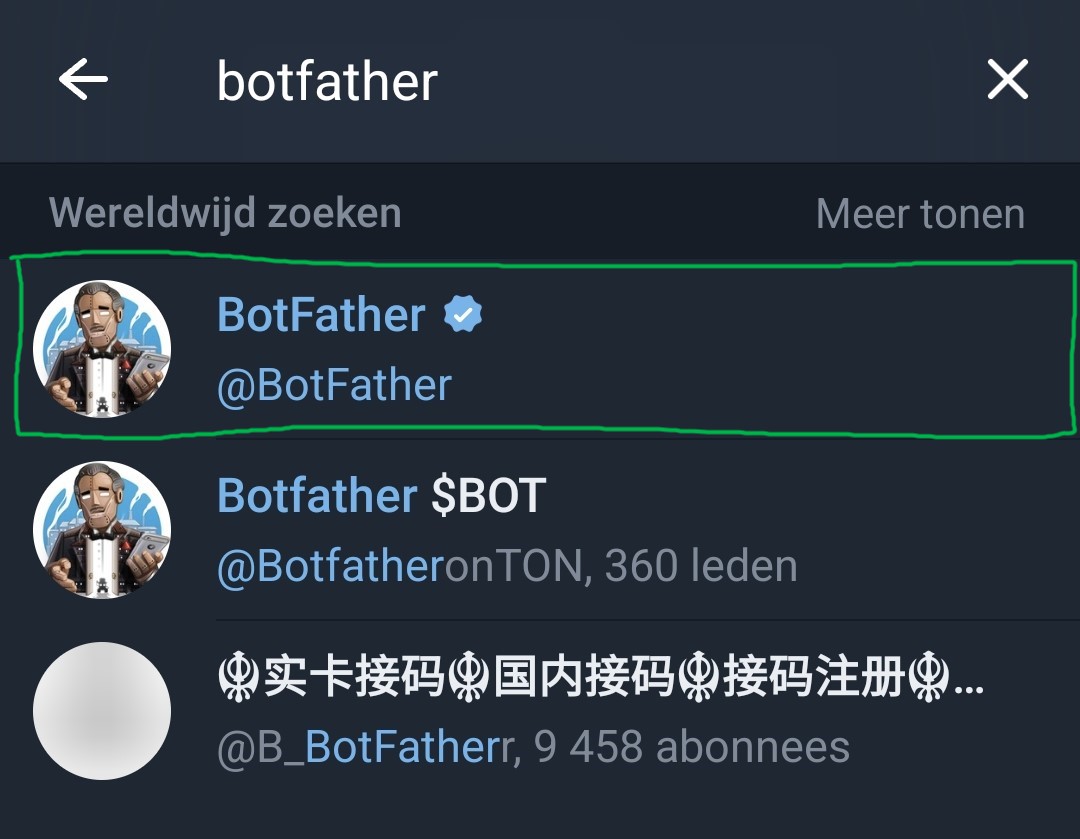 botfather
Wereldwijd zoeken Meer tonen
BotFather
@BotFather
Botfather $BOT
@BotfatheronTON, 360 leden
☬实卡接码☬国内接码☬接码注册☬...
@B_BotFatherr, 9 458 abonnees